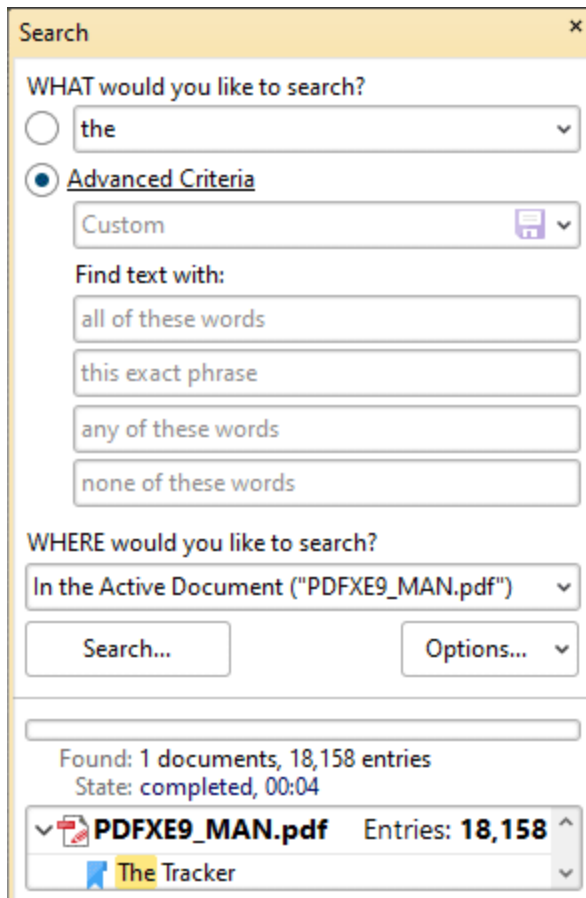 Search
WHAT would you like to search?
the
Advanced Criteria
Custom
Find text with:
all of these words
this exact phrase
any of these words
none of these words
WHERE would you like to search?
In the Active Document ("PDFXE9_MAN.pdf")
Search... Options...
Found: 1 documents, 18,158 entries
State: completed, 00:04
PDFXE9_MAN.pdf Entries: 18,158
The Tracker